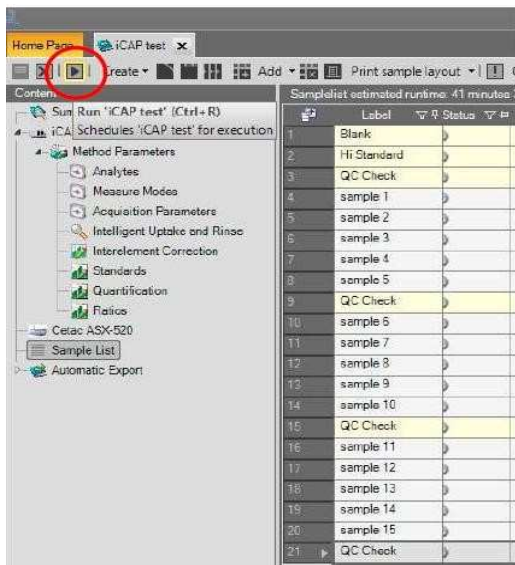 Home Page iCAP test
Create Add Print sample layout
Content
Samplelist estimated runtime: 41 minutes
Run 'iCAP test' (Ctrl+R)
Schedules 'iCAP test' for execution
Method Parameters
Analytes
Measure Modes
Acquisition Parameters
Intelligent Uptake and Rinse
Interelement Correction
Standards
Quantification
Ratios
Cetac ASX-520
Sample List
Automatic Export
Label Status
1 Blank
2 Hi Standard
3 QC Check
4 sample 1
5 sample 2
6 sample 3
7 sample 4
8 sample 5
9 QC Check
10 sample 6
11 sample 7
12 sample 8
13 sample 9
14 sample 10
15 QC Check
16 sample 11
17 sample 12
18 sample 13
19 sample 14
20 sample 15
21 QC Check